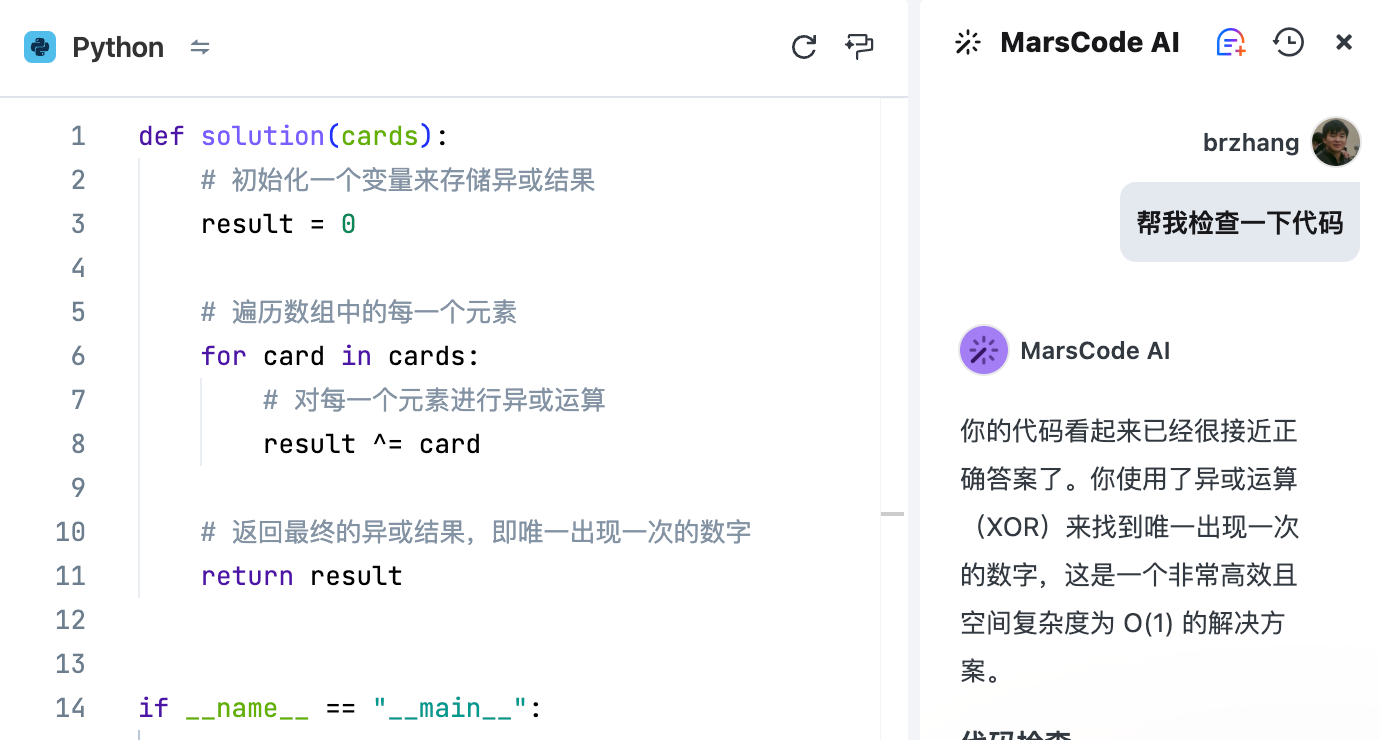 Python
1 def solution(cards):
2 # 初始化一个变量来存储异或结果
3 result = 0
4
5 # 遍历数组中的每一个元素
6 for card in cards:
7 # 对每一个元素进行异或运算
8 result ^= card
9
10 # 返回最终的异或结果，即唯一出现一次的数字
11 return result
12
13
14 if __name__ == "__main__":
MarsCode AI
brzhang
帮我检查一下代码
MarsCode AI
你的代码看起来已经很接近正
确答案了。你使用了异或运算
（XOR）来找到唯一出现一次
的数字，这是一个非常高效且
空间复杂度为 O(1) 的解决方
案。
代码检查